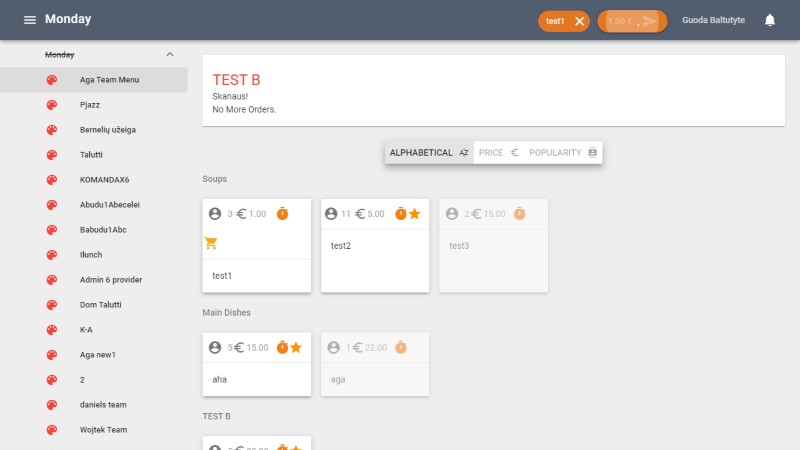 Monday
test1
1.00 €
Guoda Baltutyte
Monday
Aga Team Menu
Pjazz
Bernelių užeiga
Talutti
KOMANDAX6
Abudu1Abecelei
Babudu1Abc
Ilunch
Admin 6 provider
Dom Talutti
K-A
Aga new1
2
daniels team
Wojtek Team
TEST B
Skanaus!
No More Orders.
ALPHABETICAL
PRICE
POPULARITY
Soups
3 € 1.00
test1
11 € 5.00
test2
2 € 15.00
test3
Main Dishes
5 € 15.00
aha
1 € 22.00
aga
TEST B